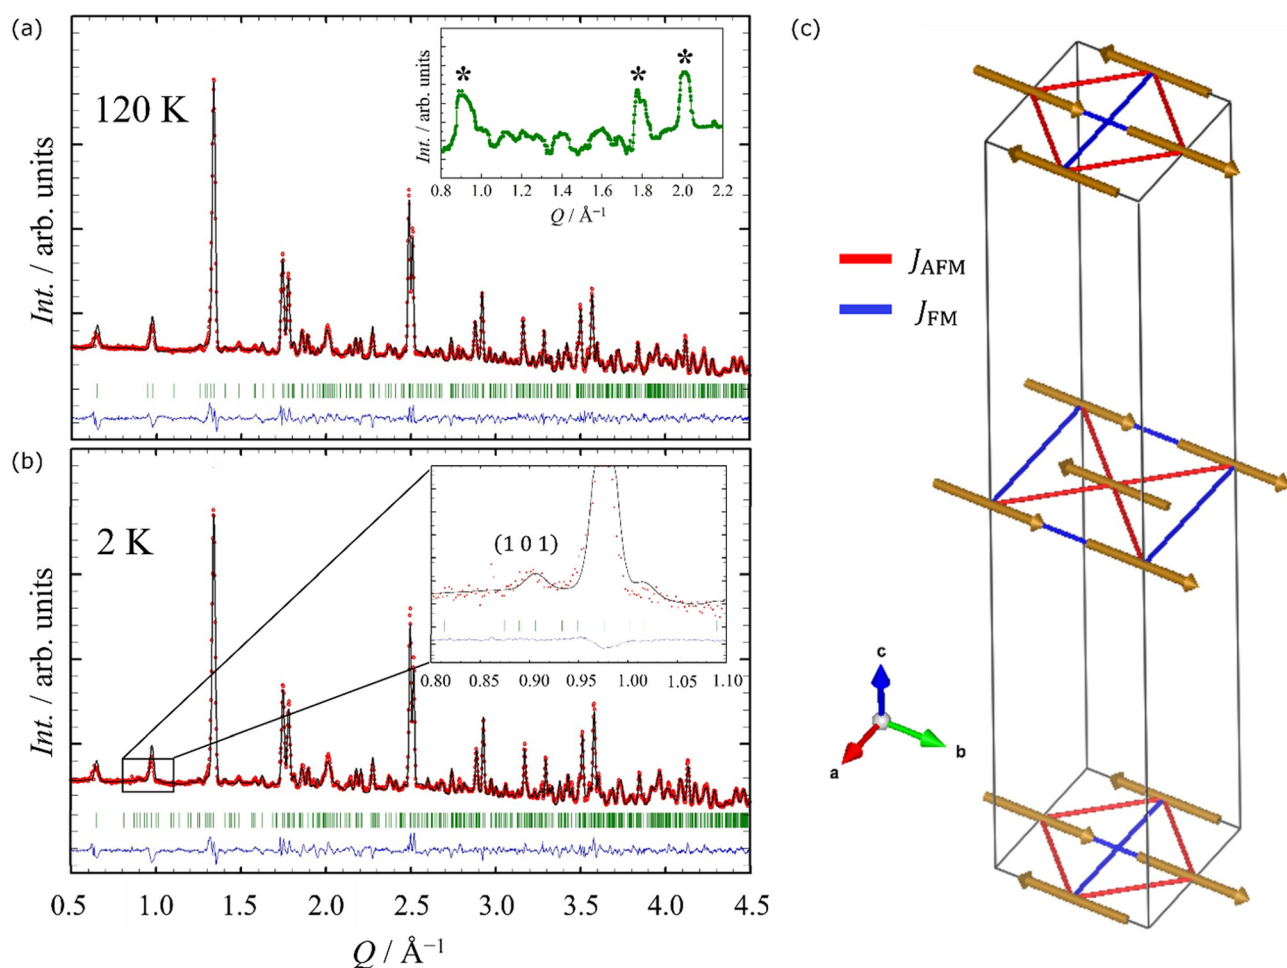 (a)
120 K
Int. / arb. units
Int. / arb. units
* * *
0.8 1.0 1.2 1.4 1.6 1.8 2.0 2.2
Q / Å⁻¹
(b)
2 K
Int. / arb. units
(1 0 1)
0.80 0.85 0.90 0.95 1.00 1.05 1.10
0.5 1.0 1.5 2.0 2.5 3.0 3.5 4.0 4.5
Q / Å⁻¹
(c)
J_AFM
J_FM
c
a
b